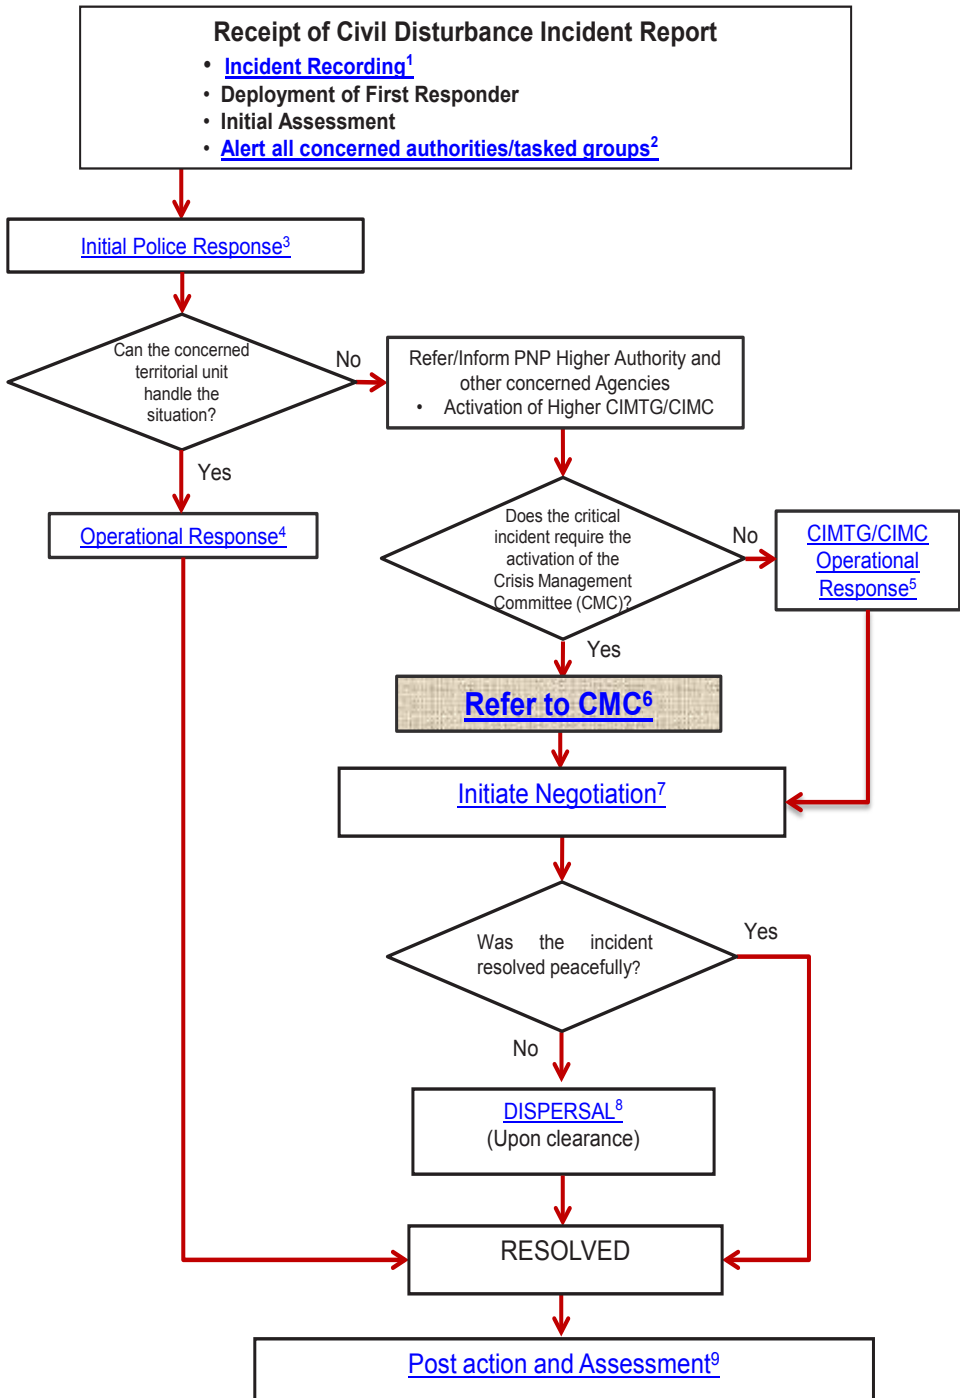 Receipt of Civil Disturbance Incident Report
• Incident Recording¹
• Deployment of First Responder
• Initial Assessment
• Alert all concerned authorities/tasked groups²
Initial Police Response³
Can the concerned
territorial unit
handle the
situation?
No
Refer/Inform PNP Higher Authority and
other concerned Agencies
• Activation of Higher CIMTG/CIMC
Yes
Operational Response⁴
Does the critical
incident require the
activation of the
Crisis Management
Committee (CMC)?
No
CIMTG/CIMC
Operational
Response⁵
Yes
Refer to CMC⁶
Initiate Negotiation⁷
Was the incident
resolved peacefully?
Yes
No
DISPERSAL⁸
(Upon clearance)
RESOLVED
Post action and Assessment⁹